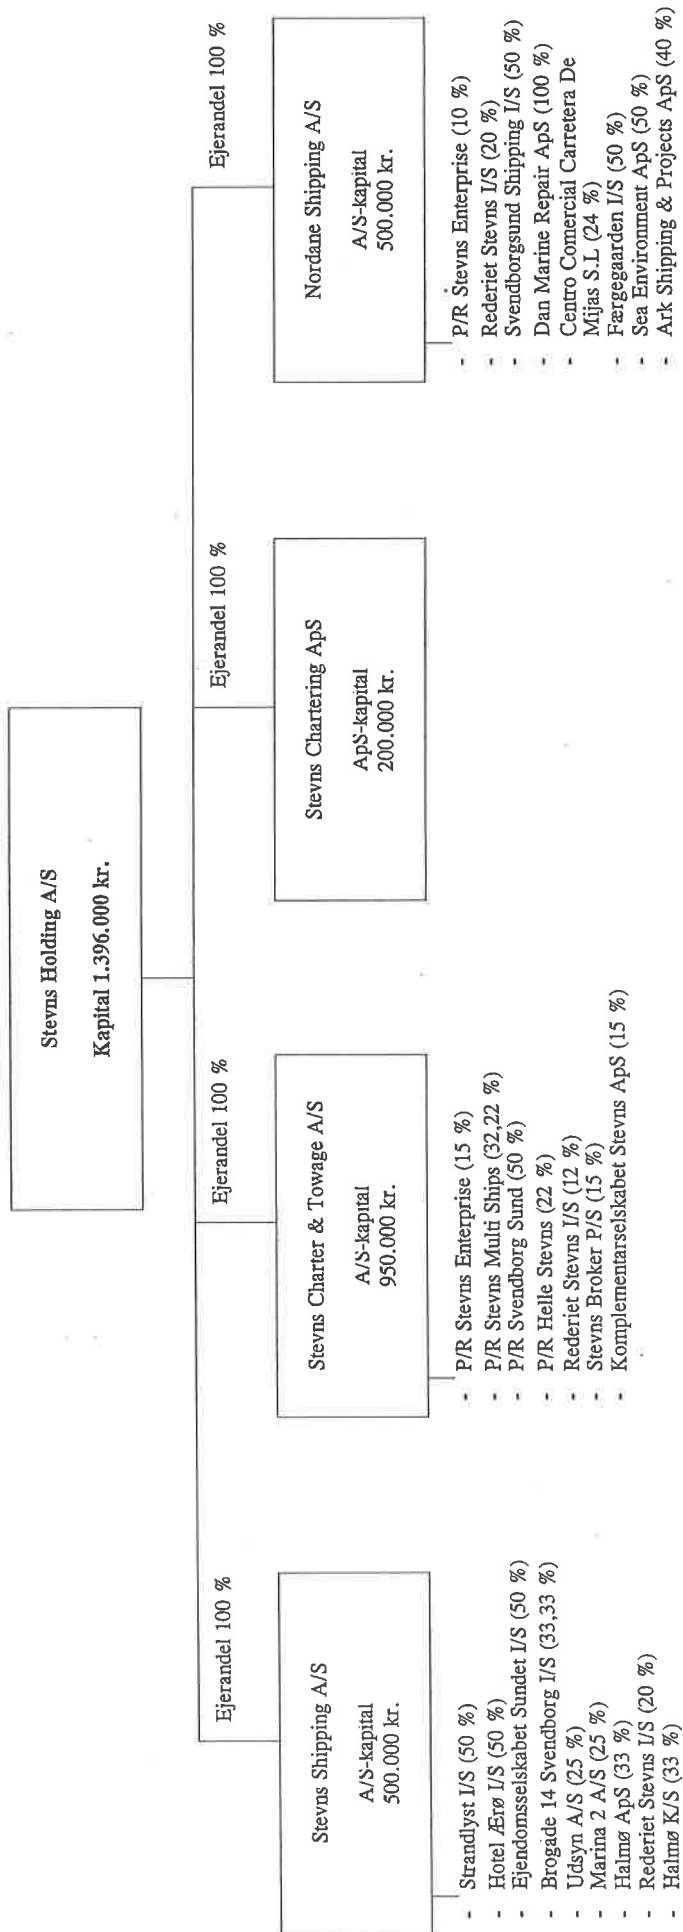 Stevns Holding A/S
Kapital 1.396.000 kr.
Ejerandel 100 %
Stevns Shipping A/S
A/S-kapital
500.000 kr.
- Strandlyst I/S (50 %)
- Hotel Ærø I/S (50 %)
- Ejendomsselskabet Sundet I/S (50 %)
- Brogade 14 Svendborg I/S (33,33 %)
- Udsyn A/S (25 %)
- Marina 2 A/S (25 %)
- Halmø ApS (33 %)
- Rederiet Stevns I/S (20 %)
- Halmø K/S (33 %)
Ejerandel 100 %
Stevns Charter & Towage A/S
A/S-kapital
950.000 kr.
- P/R Stevns Enterprise (15 %)
- P/R Stevns Multi Ships (32,22 %)
- P/R Svendborg Sund (50 %)
- P/R Helle Stevns (22 %)
- Rederiet Stevns I/S (12 %)
- Stevns Broker P/S (15 %)
- Komplementarselskabet Stevns ApS (15 %)
Ejerandel 100 %
Stevns Chartering ApS
ApS-kapital
200.000 kr.
Ejerandel 100 %
Nordane Shipping A/S
A/S-kapital
500.000 kr.
- P/R Stevns Enterprise (10 %)
- Rederiet Stevns I/S (20 %)
- Svendborgsund Shipping I/S (50 %)
- Dan Marine Repair ApS (100 %)
- Centro Comercial Carretera De
Mijas S.L (24 %)
- Færgegaarden I/S (50 %)
- Sea Environment ApS (50 %)
- Ark Shipping & Projects ApS (40 %)